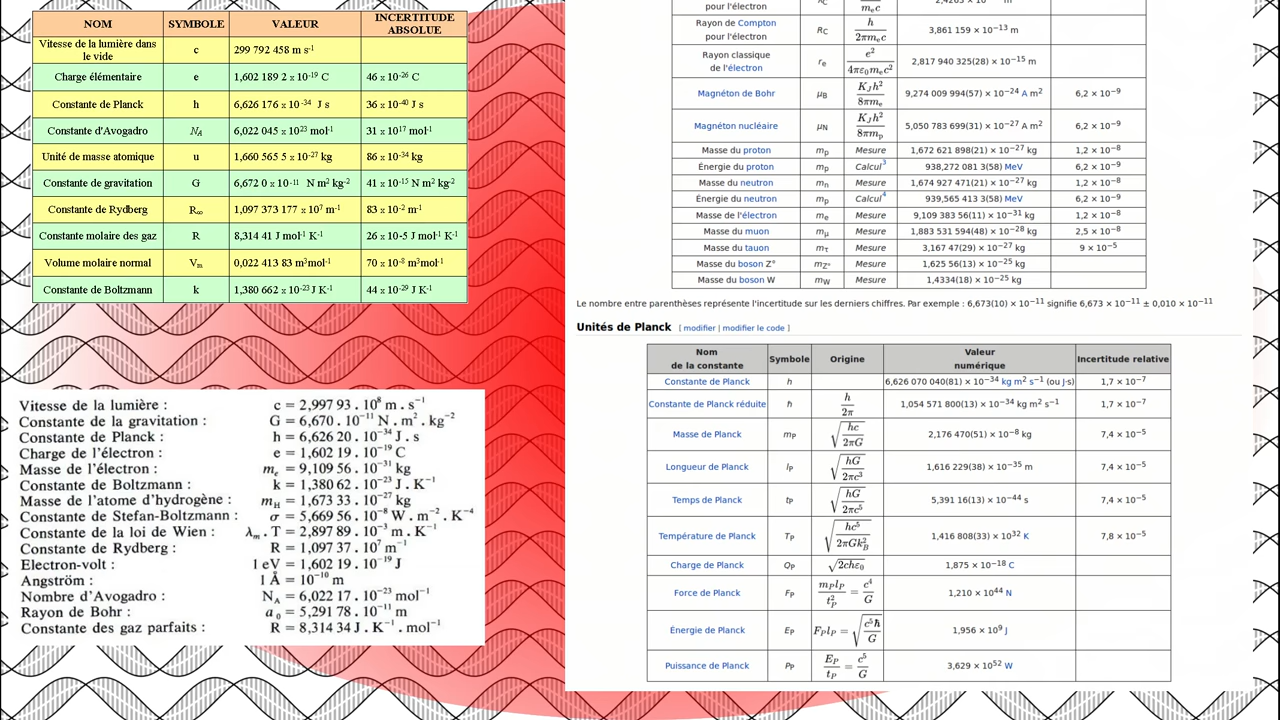 NOM SYMBOLE VALEUR INCERTITUDE ABSOLUE
Vitesse de la lumière dans le vide c 299 792 458 m s⁻¹
Charge élémentaire e 1,602 189 2 x 10⁻¹⁹ C 46 x 10⁻²⁶ C
Constante de Planck h 6,626 176 x 10⁻³⁴ J s 36 x 10⁻⁴⁰ J s
Constante d'Avogadro N_A 6,022 045 x 10²³ mol⁻¹ 31 x 10¹⁷ mol⁻¹
Unité de masse atomique u 1,660 565 5 x 10⁻²⁷ kg 86 x 10⁻³⁴ kg
Constante de gravitation G 6,672 0 x 10⁻¹¹ N m² kg⁻² 41 x 10⁻¹⁵ N m² kg⁻²
Constante de Rydberg R∞ 1,097 373 177 x 10⁷ m⁻¹ 83 x 10⁻² m⁻¹
Constante molaire des gaz R 8,314 41 J mol⁻¹ K⁻¹ 26 x 10-5 J mol⁻¹ K⁻¹
Volume molaire normal Vₘ 0,022 413 83 m³mol⁻¹ 70 x 10⁻⁸ m³mol⁻¹
Constante de Boltzmann k 1,380 662 x 10⁻²³ J K⁻¹ 44 x 10⁻²⁹ J K⁻¹
Vitesse de la lumière : c = 2,997 93 . 10⁸ m . s⁻¹
Constante de la gravitation : G = 6,670 . 10⁻¹¹ N . m² . kg⁻²
Constante de Planck : h = 6,626 20 . 10⁻³⁴ J . s
Charge de l'électron : e = 1,602 19 . 10⁻¹⁹ C
Masse de l'électron : mₑ = 9,109 56 . 10⁻³¹ kg
Constante de Boltzmann : k = 1,380 62 . 10⁻²³ J . K⁻¹
Masse de l'atome d'hydrogène : m_H = 1,673 33 . 10⁻²⁷ kg
Constante de Stefan-Boltzmann : σ = 5,669 56 . 10⁻⁸ W . m⁻² . K⁻⁴
Constante de la loi de Wien : λₘ . T = 2,897 89 . 10⁻³ m . K⁻¹
Constante de Rydberg : R = 1,097 37 . 10⁷ m⁻¹
Electron-volt : 1 eV = 1,602 19 . 10⁻¹⁹ J
Angström : 1 Å = 10⁻¹⁰ m
Nombre d'Avogadro : N_A = 6,022 17 . 10⁻²³ mol⁻¹
Rayon de Bohr : a₀ = 5,291 78 . 10⁻¹¹ m
Constante des gaz parfaits : R = 8,314 34 J . K⁻¹ . mol⁻¹
pour l'électron mₑc
Rayon de Compton pour l'électron R_C h/2πmₑc 3,861 159 × 10⁻¹³ m
Rayon classique de l'électron rₑ e²/4πε₀mₑc² 2,817 940 325(28) × 10⁻¹⁵ m
Magnéton de Bohr μ_B K_J h²/8πmₑ 9,274 009 994(57) × 10⁻²⁴ A m² 6,2 × 10⁻⁹
Magnéton nucléaire μ_N K_J h²/8πmₚ 5,050 783 699(31) × 10⁻²⁷ A m² 6,2 × 10⁻⁹
Masse du proton mₚ Mesure 1,672 621 898(21) × 10⁻²⁷ kg 1,2 × 10⁻⁸
Énergie du proton mₚ Calcul³ 938,272 081 3(58) MeV 6,2 × 10⁻⁹
Masse du neutron mₙ Mesure 1,674 927 471(21) × 10⁻²⁷ kg 1,2 × 10⁻⁸
Énergie du neutron mₚ Calcul⁴ 939,565 413 3(58) MeV 6,2 × 10⁻⁹
Masse de l'électron mₑ Mesure 9,109 383 56(11) × 10⁻³¹ kg 1,2 × 10⁻⁸
Masse du muon m_μ Mesure 1,883 531 594(48) × 10⁻²⁸ kg 2,5 × 10⁻⁸
Masse du tauon m_τ Mesure 3,167 47(29) × 10⁻²⁷ kg 9 × 10⁻⁵
Masse du boson Z° m_Z° Mesure 1,625 56(13) × 10⁻²⁵ kg
Masse du boson W m_W Mesure 1,4334(18) × 10⁻²⁵ kg
Le nombre entre parenthèses représente l'incertitude sur les derniers chiffres. Par exemple : 6,673(10) × 10⁻¹¹ signifie 6,673 × 10⁻¹¹ ± 0,010 × 10⁻¹¹
Unités de Planck [ modifier | modifier le code ]
Nom de la constante Symbole Origine Valeur numérique Incertitude relative
Constante de Planck h 6,626 070 040(81) × 10⁻³⁴ kg m² s⁻¹ (ou J·s) 1,7 × 10⁻⁷
Constante de Planck réduite ℏ h/2π 1,054 571 800(13) × 10⁻³⁴ kg m² s⁻¹ 1,7 × 10⁻⁷
Masse de Planck m_P √(hc/2πG) 2,176 470(51) × 10⁻⁸ kg 7,4 × 10⁻⁵
Longueur de Planck l_P √(hG/2πc³) 1,616 229(38) × 10⁻³⁵ m 7,4 × 10⁻⁵
Temps de Planck t_P √(hG/2πc⁵) 5,391 16(13) × 10⁻⁴⁴ s 7,4 × 10⁻⁵
Température de Planck T_P √(hc⁵/2πGk_B²) 1,416 808(33) × 10³² K 7,8 × 10⁻⁵
Charge de Planck Q_P √(2chε₀) 1,875 × 10⁻¹⁸ C
Force de Planck F_P m_P l_P/t_P² = c⁴/G 1,210 × 10⁴⁴ N
Énergie de Planck E_P F_P l_P = √(c⁵ℏ/G) 1,956 × 10⁹ J
Puissance de Planck P_P E_P/t_P = c⁵/G 3,629 × 10⁵² W